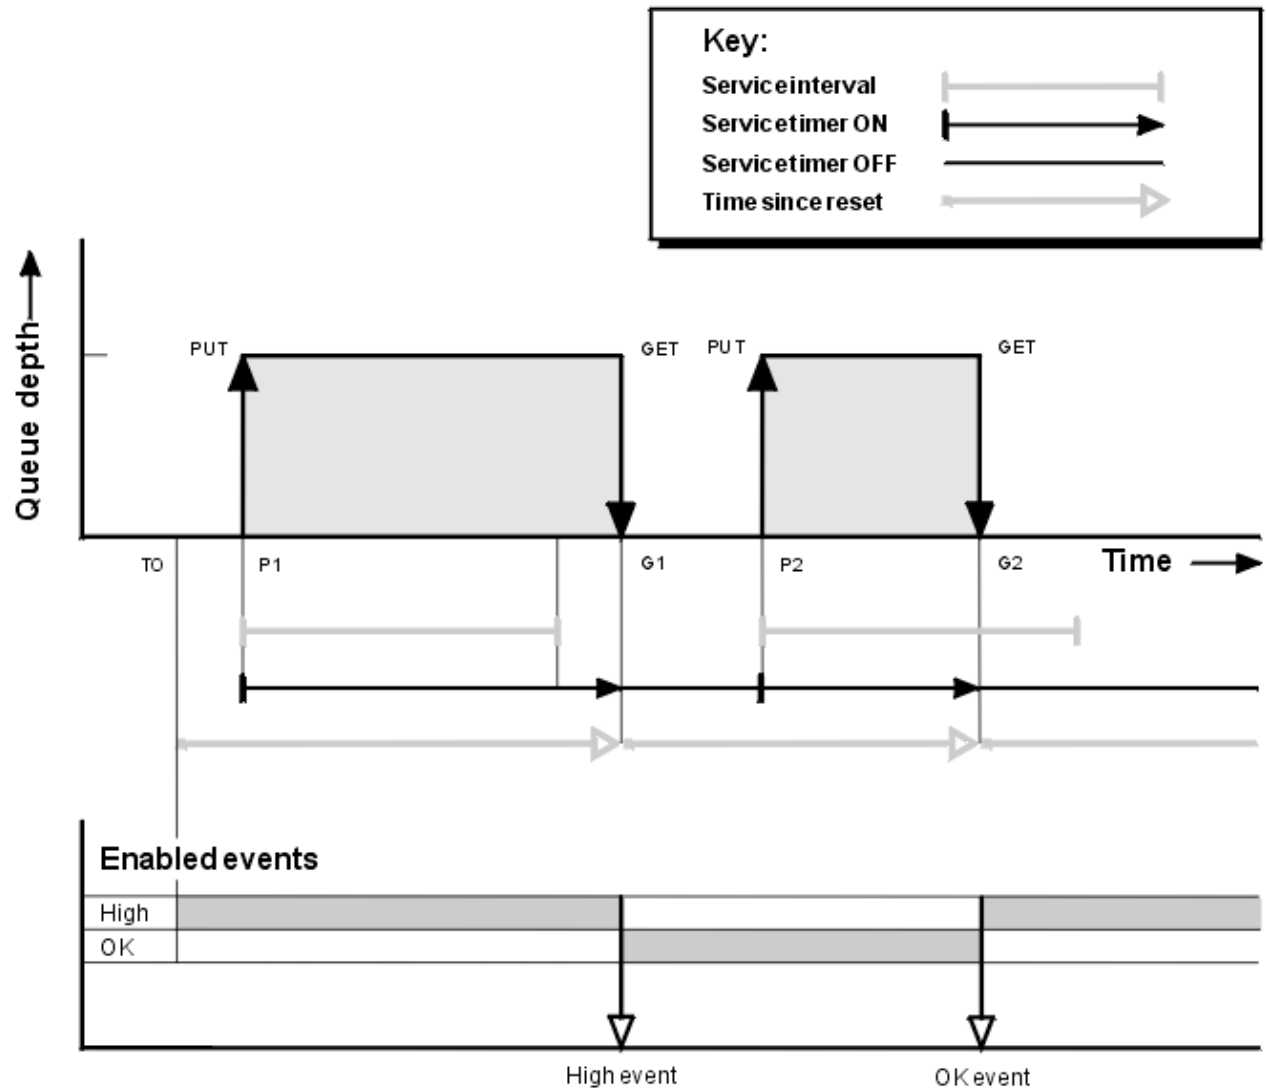 Key:
Service interval
Service timer ON
Service timer OFF
Time since reset
Queue depth
PUT
GET
PUT
GET
TO
P1
G1
P2
G2
Time
Enabled events
High
OK
High event
OK event